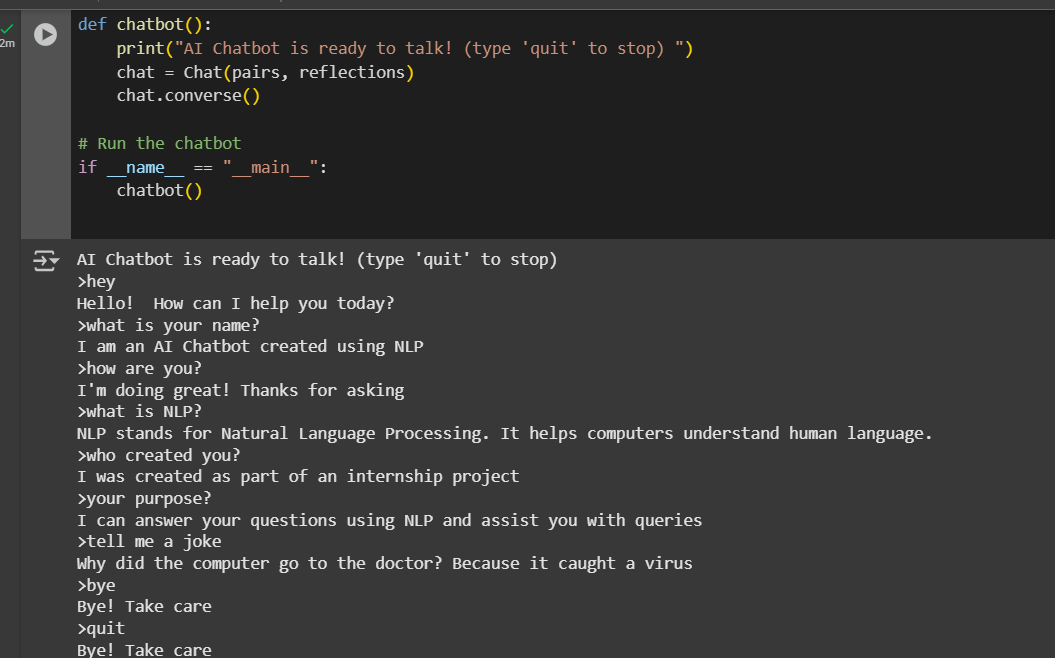 def chatbot():
    print("AI Chatbot is ready to talk! (type 'quit' to stop) ")
    chat = Chat(pairs, reflections)
    chat.converse()
# Run the chatbot
if __name__ == "__main__":
    chatbot()
2m
AI Chatbot is ready to talk! (type 'quit' to stop)
>hey
Hello!  How can I help you today?
>what is your name?
I am an AI Chatbot created using NLP
>how are you?
I'm doing great! Thanks for asking
>what is NLP?
NLP stands for Natural Language Processing. It helps computers understand human language.
>who created you?
I was created as part of an internship project
>your purpose?
I can answer your questions using NLP and assist you with queries
>tell me a joke
Why did the computer go to the doctor? Because it caught a virus
>bye
Bye! Take care
>quit
Bye! Take care